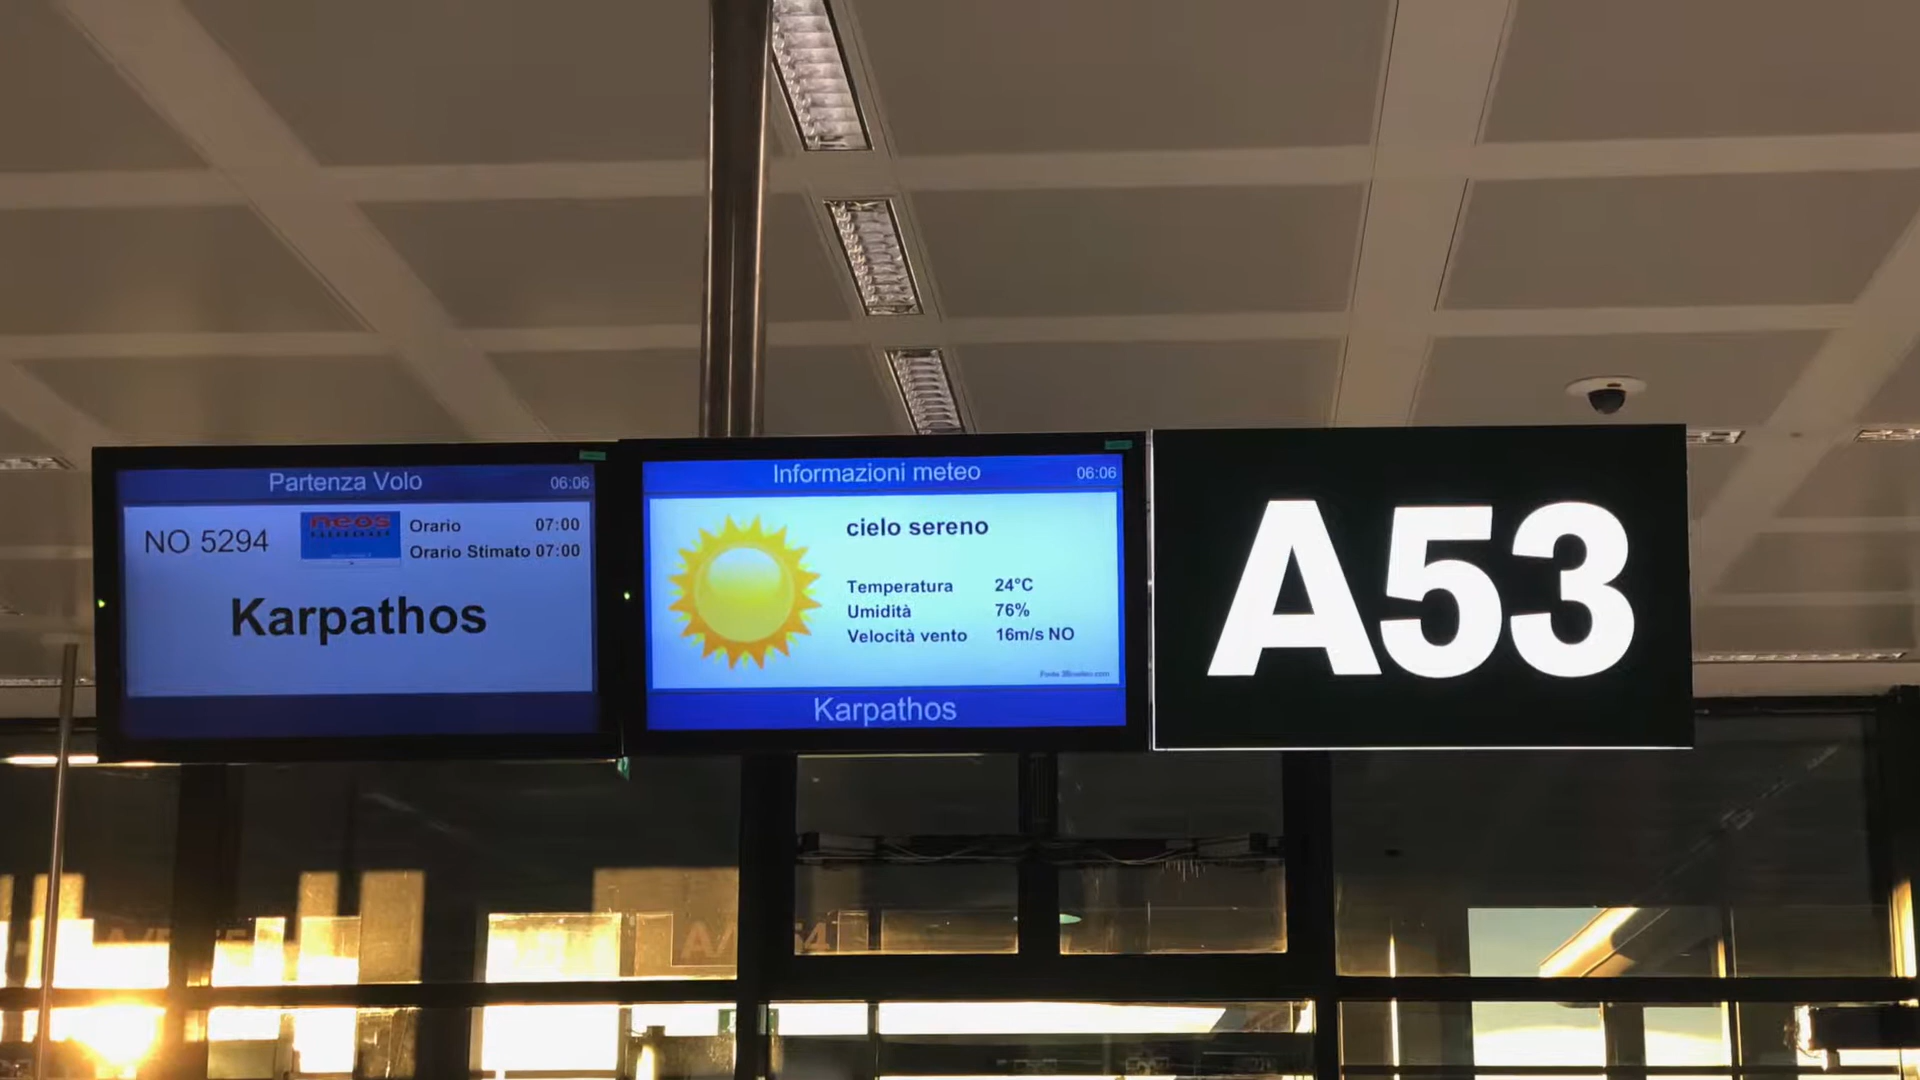 Partenza Volo 06:06
NO 5294
neos
Orario 07:00
Orario Stimato 07:00
Karpathos
Informazioni meteo 06:06
cielo sereno
Temperatura 24°C
Umidità 76%
Velocità vento 16m/s NO
Karpathos
A53